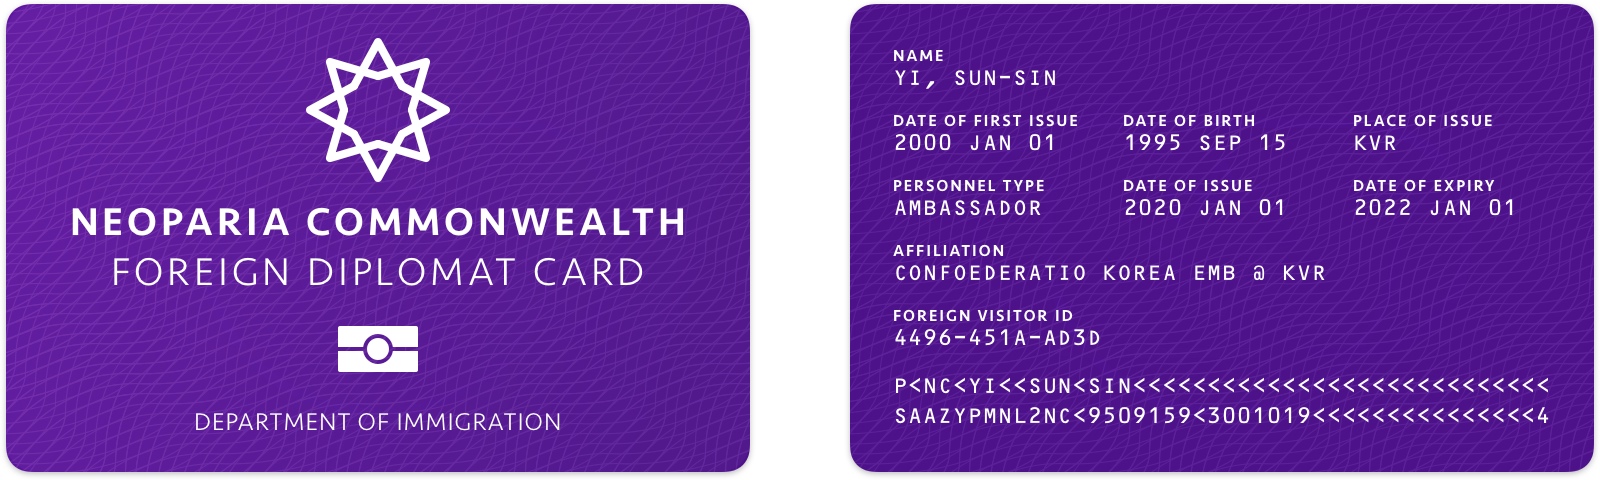 NEOPARIA COMMONWEALTH
FOREIGN DIPLOMAT CARD
DEPARTMENT OF IMMIGRATION
NAME
YI, SUN-SIN
DATE OF FIRST ISSUE DATE OF BIRTH PLACE OF ISSUE
2000 JAN 01 1995 SEP 15 KVR
PERSONNEL TYPE DATE OF ISSUE DATE OF EXPIRY
AMBASSADOR 2020 JAN 01 2022 JAN 01
AFFILIATION
CONFOEDERATIO KOREA EMB @ KVR
FOREIGN VISITOR ID
4496-451A-AD3D
P<NC<YI<<SUN<SIN<<<<<<<<<<<<<<<<<<<<<<<<<<<<
SAAZYPMNL2NC<9509159<3001019<<<<<<<<<<<<<<<4